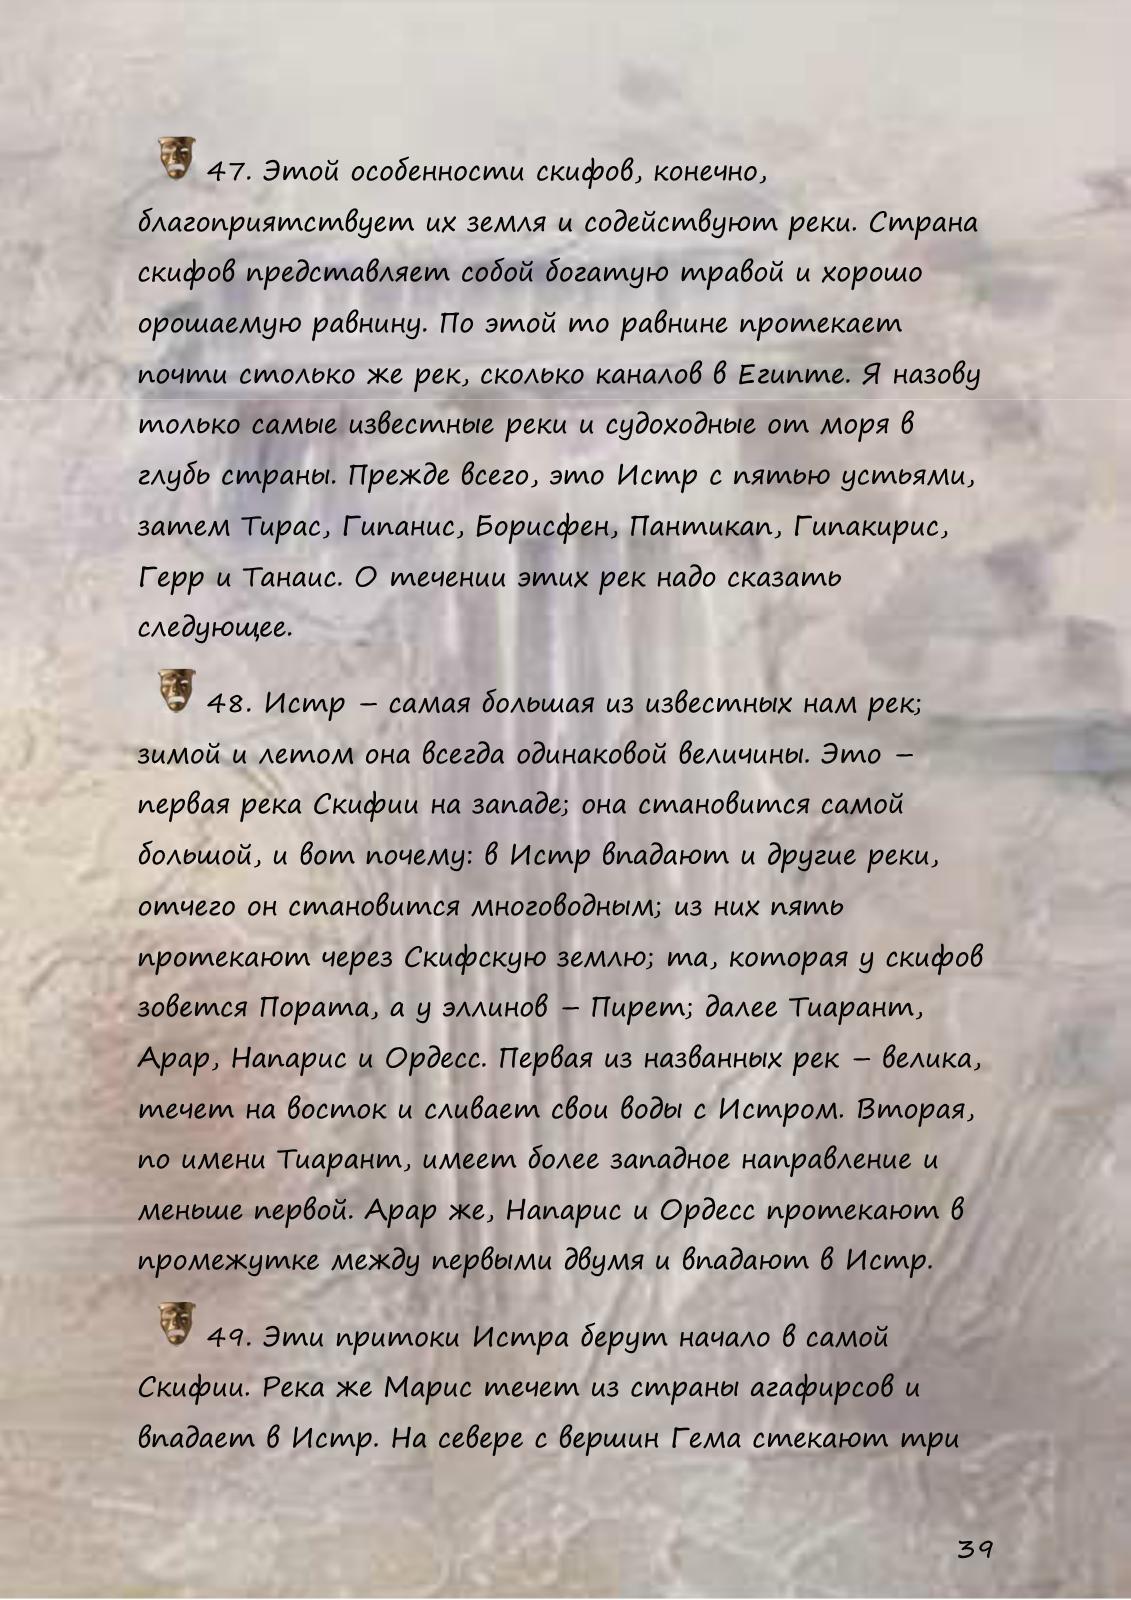 47. Этой особенности скифов, конечно,
благоприятствует их земля и содействуют реки. Страна
скифов представляет собой богатую травой и хорошо
орошаемую равнину. По этой то равнине протекает
почти столько же рек, сколько каналов в Египте. Я назову
только самые известные реки и судоходные от моря в
глубь страны. Прежде всего, это Истр с пятью устьями,
затем Тирас, Гипанис, Борисфен, Пантикап, Гипакирис,
Герр и Танаис. О течении этих рек надо сказать
следующее.
48. Истр – самая большая из известных нам рек;
зимой и летом она всегда одинаковой величины. Это –
первая река Скифии на западе; она становится самой
большой, и вот почему: в Истр впадают и другие реки,
отчего он становится многоводным; из них пять
протекают через Скифскую землю; та, которая у скифов
зовется Пората, а у эллинов – Пирет; далее Тиарант,
Арар, Напарис и Ордесс. Первая из названных рек – велика,
течет на восток и сливает свои воды с Истром. Вторая,
по имени Тиарант, имеет более западное направление и
меньше первой. Арар же, Напарис и Ордесс протекают в
промежутке между первыми двумя и впадают в Истр.
49. Эти притоки Истра берут начало в самой
Скифии. Река же Марис течет из страны агафирсов и
впадает в Истр. На севере с вершин Гема стекают три
39